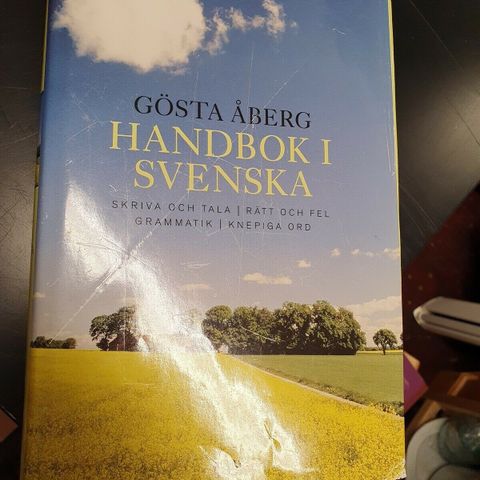 GÖSTA ÅBERG
HANDBOK I
SVENSKA
SKRIVA OCH TALA | RÄTT OCH FEL
GRAMMATIK | KNEPIGA ORD